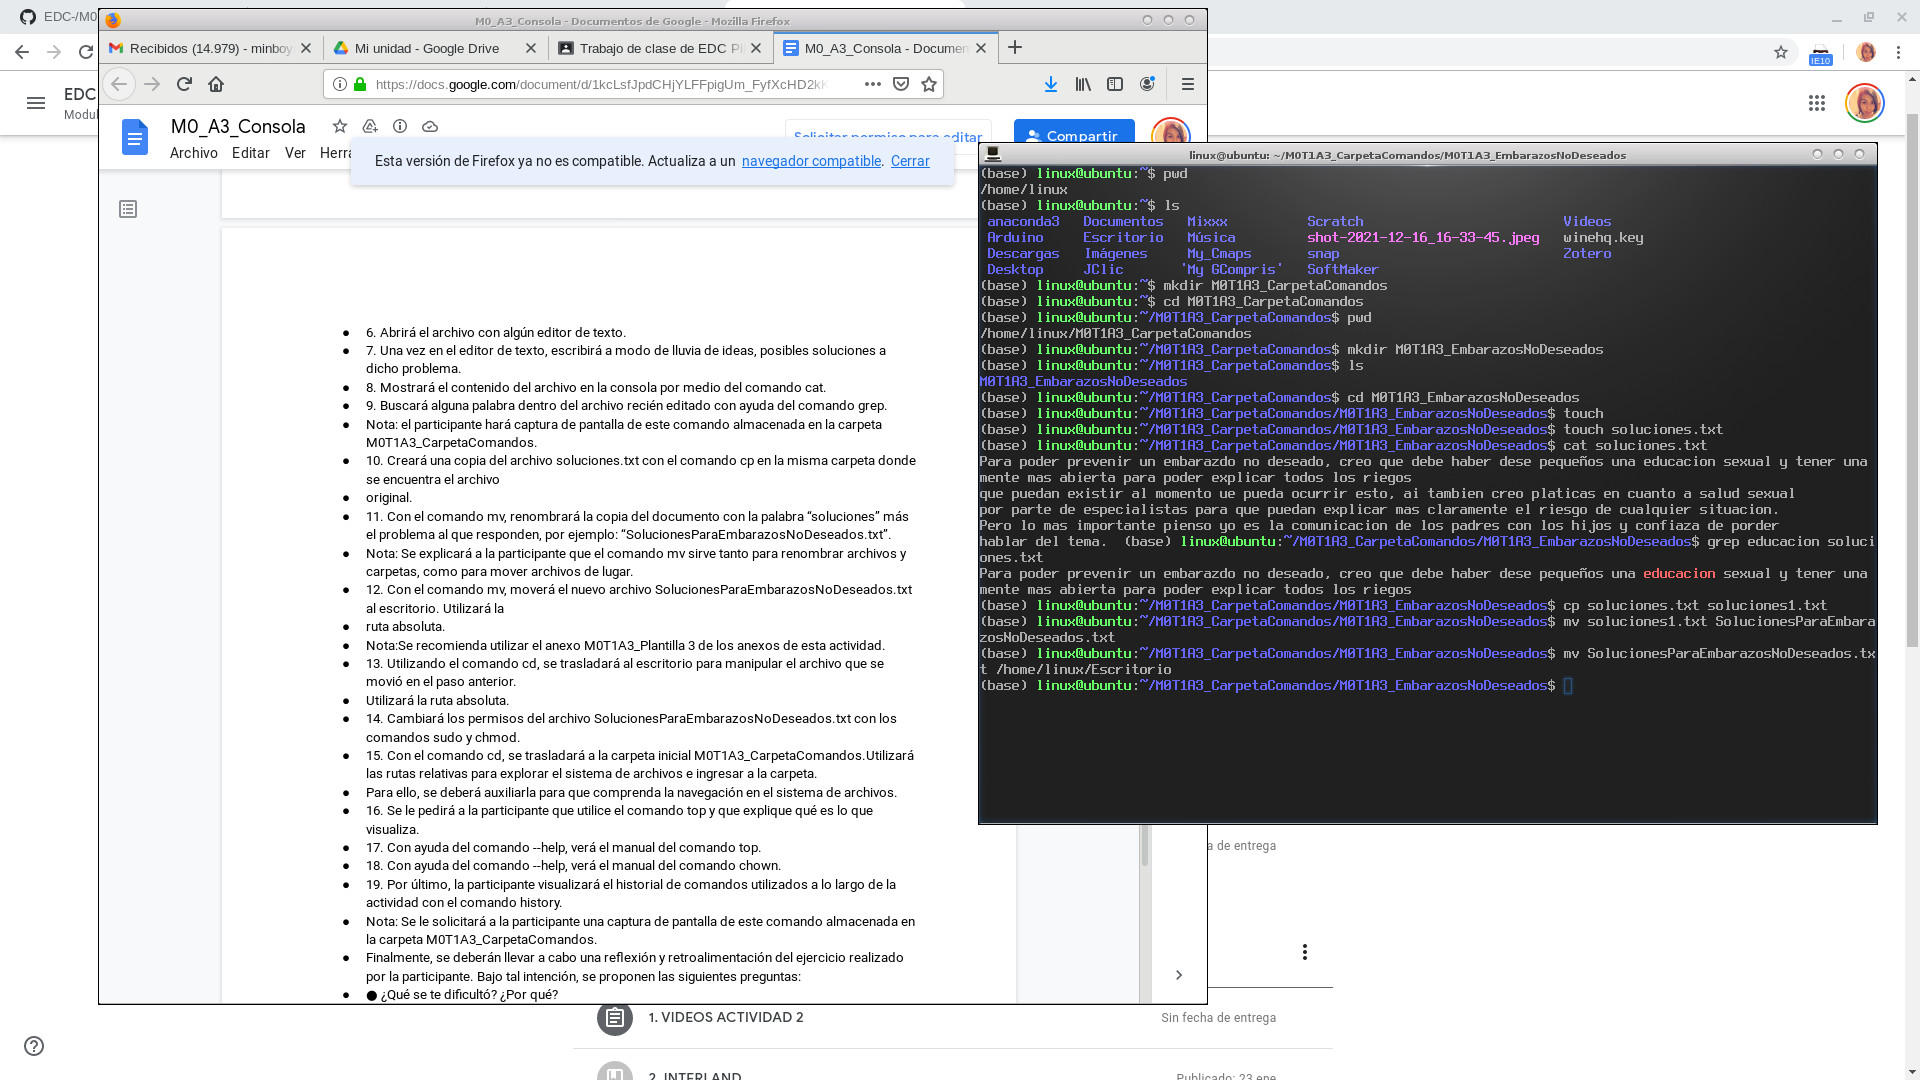 EDC-/M0
M0_A3_Consola - Documentos de Google - Mozilla Firefox
Recibidos (14.979) - minboy
Mi unidad - Google Drive
Trabajo de clase de EDC Pi
M0_A3_Consola - Documen
https://docs.google.com/document/d/1kcLsfJpdCHjYLFFpigUm_FyfXcHD2kK
IE10
EDC
Modul
M0_A3_Consola
Solicitar permiso para editar
Compartir
Archivo Editar Ver Herra
Esta versión de Firefox ya no es compatible. Actualiza a un navegador compatible. Cerrar
● 6. Abrirá el archivo con algún editor de texto.
● 7. Una vez en el editor de texto, escribirá a modo de lluvia de ideas, posibles soluciones a
dicho problema.
● 8. Mostrará el contenido del archivo en la consola por medio del comando cat.
● 9. Buscará alguna palabra dentro del archivo recién editado con ayuda del comando grep.
● Nota: el participante hará captura de pantalla de este comando almacenada en la carpeta
M0T1A3_CarpetaComandos.
● 10. Creará una copia del archivo soluciones.txt con el comando cp en la misma carpeta donde
se encuentra el archivo
● original.
● 11. Con el comando mv, renombrará la copia del documento con la palabra “soluciones” más
el problema al que responden, por ejemplo: “SolucionesParaEmbarazosNoDeseados.txt”.
● Nota: Se explicará a la participante que el comando mv sirve tanto para renombrar archivos y
carpetas, como para mover archivos de lugar.
● 12. Con el comando mv, moverá el nuevo archivo SolucionesParaEmbarazosNoDeseados.txt
al escritorio. Utilizará la
● ruta absoluta.
● Nota:Se recomienda utilizar el anexo M0T1A3_Plantilla 3 de los anexos de esta actividad.
● 13. Utilizando el comando cd, se trasladará al escritorio para manipular el archivo que se
movió en el paso anterior.
● Utilizará la ruta absoluta.
● 14. Cambiará los permisos del archivo SolucionesParaEmbarazosNoDeseados.txt con los
comandos sudo y chmod.
● 15. Con el comando cd, se trasladará a la carpeta inicial M0T1A3_CarpetaComandos.Utilizará
las rutas relativas para explorar el sistema de archivos e ingresar a la carpeta.
● Para ello, se deberá auxiliarla para que comprenda la navegación en el sistema de archivos.
● 16. Se le pedirá a la participante que utilice el comando top y que explique qué es lo que
visualiza.
● 17. Con ayuda del comando --help, verá el manual del comando top.
● 18. Con ayuda del comando --help, verá el manual del comando chown.
● 19. Por último, la participante visualizará el historial de comandos utilizados a lo largo de la
actividad con el comando history.
● Nota: Se le solicitará a la participante una captura de pantalla de este comando almacenada en
la carpeta M0T1A3_CarpetaComandos.
● Finalmente, se deberán llevar a cabo una reflexión y retroalimentación del ejercicio realizado
por la participante. Bajo tal intención, se proponen las siguientes preguntas:
● ● ¿Qué se te dificultó? ¿Por qué?
linux@ubuntu: ~/M0T1A3_CarpetaComandos/M0T1A3_EmbarazosNoDeseados
(base) linux@ubuntu:~$ pwd
/home/linux
(base) linux@ubuntu:~$ ls
anaconda3 Documentos Mixxx Scratch Videos
Arduino Escritorio Música shot-2021-12-16_16-33-45.jpeg winehq.key
Descargas Imágenes My_Cmaps snap Zotero
Desktop JClic 'My GCompris' SoftMaker
(base) linux@ubuntu:~$ mkdir M0T1A3_CarpetaComandos
(base) linux@ubuntu:~$ cd M0T1A3_CarpetaComandos
(base) linux@ubuntu:~/M0T1A3_CarpetaComandos$ pwd
/home/linux/M0T1A3_CarpetaComandos
(base) linux@ubuntu:~/M0T1A3_CarpetaComandos$ mkdir M0T1A3_EmbarazosNoDeseados
(base) linux@ubuntu:~/M0T1A3_CarpetaComandos$ ls
M0T1A3_EmbarazosNoDeseados
(base) linux@ubuntu:~/M0T1A3_CarpetaComandos$ cd M0T1A3_EmbarazosNoDeseados
(base) linux@ubuntu:~/M0T1A3_CarpetaComandos/M0T1A3_EmbarazosNoDeseados$ touch
(base) linux@ubuntu:~/M0T1A3_CarpetaComandos/M0T1A3_EmbarazosNoDeseados$ touch soluciones.txt
(base) linux@ubuntu:~/M0T1A3_CarpetaComandos/M0T1A3_EmbarazosNoDeseados$ cat soluciones.txt
Para poder prevenir un embarazdo no deseado, creo que debe haber dese pequeños una educacion sexual y tener una
mente mas abierta para poder explicar todos los riegos
que puedan existir al momento ue pueda ocurrir esto, ai tambien creo platicas en cuanto a salud sexual
por parte de especialistas para que puedan explicar mas claramente el riesgo de cualquier situacion.
Pero lo mas importante pienso yo es la comunicacion de los padres con los hijos y confiaza de porder
hablar del tema. (base) linux@ubuntu:~/M0T1A3_CarpetaComandos/M0T1A3_EmbarazosNoDeseados$ grep educacion soluci
ones.txt
Para poder prevenir un embarazdo no deseado, creo que debe haber dese pequeños una educacion sexual y tener una
mente mas abierta para poder explicar todos los riegos
(base) linux@ubuntu:~/M0T1A3_CarpetaComandos/M0T1A3_EmbarazosNoDeseados$ cp soluciones.txt soluciones1.txt
(base) linux@ubuntu:~/M0T1A3_CarpetaComandos/M0T1A3_EmbarazosNoDeseados$ mv soluciones1.txt SolucionesParaEmbara
zosNoDeseados.txt
(base) linux@ubuntu:~/M0T1A3_CarpetaComandos/M0T1A3_EmbarazosNoDeseados$ mv SolucionesParaEmbarazosNoDeseados.tx
t /home/linux/Escritorio
(base) linux@ubuntu:~/M0T1A3_CarpetaComandos/M0T1A3_EmbarazosNoDeseados$
a de entrega
1. VIDEOS ACTIVIDAD 2
Sin fecha de entrega
2. INTERLAND
Publicado: 23 ene